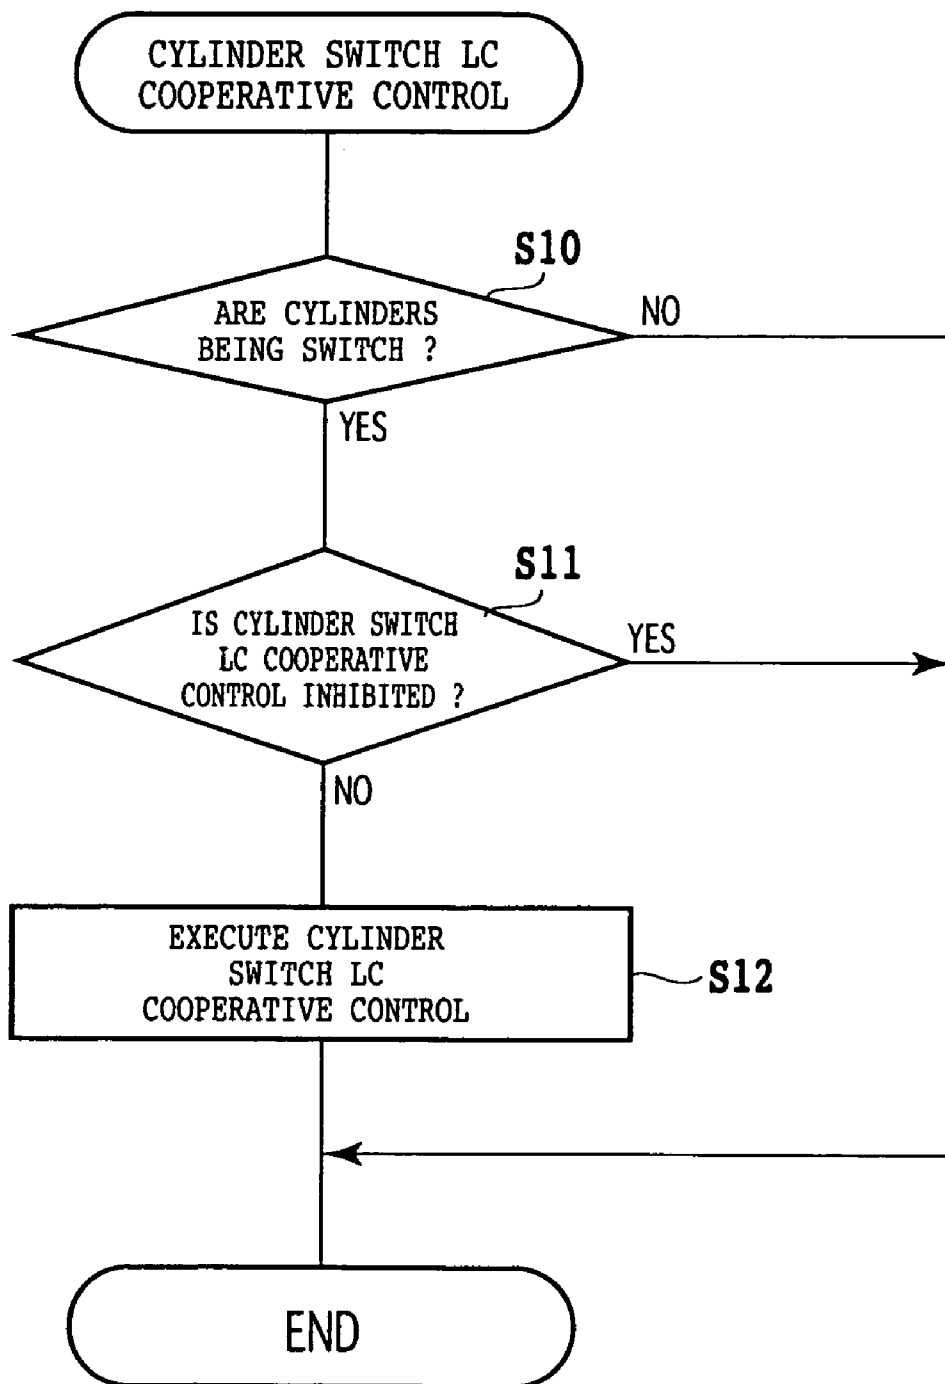 CYLINDER SWITCH LC
COOPERATIVE CONTROL
S10
ARE CYLINDERS
BEING SWITCH ?
NO
YES
S11
IS CYLINDER SWITCH
LC COOPERATIVE
CONTROL INHIBITED ?
YES
NO
EXECUTE CYLINDER
SWITCH LC
COOPERATIVE CONTROL
S12
END